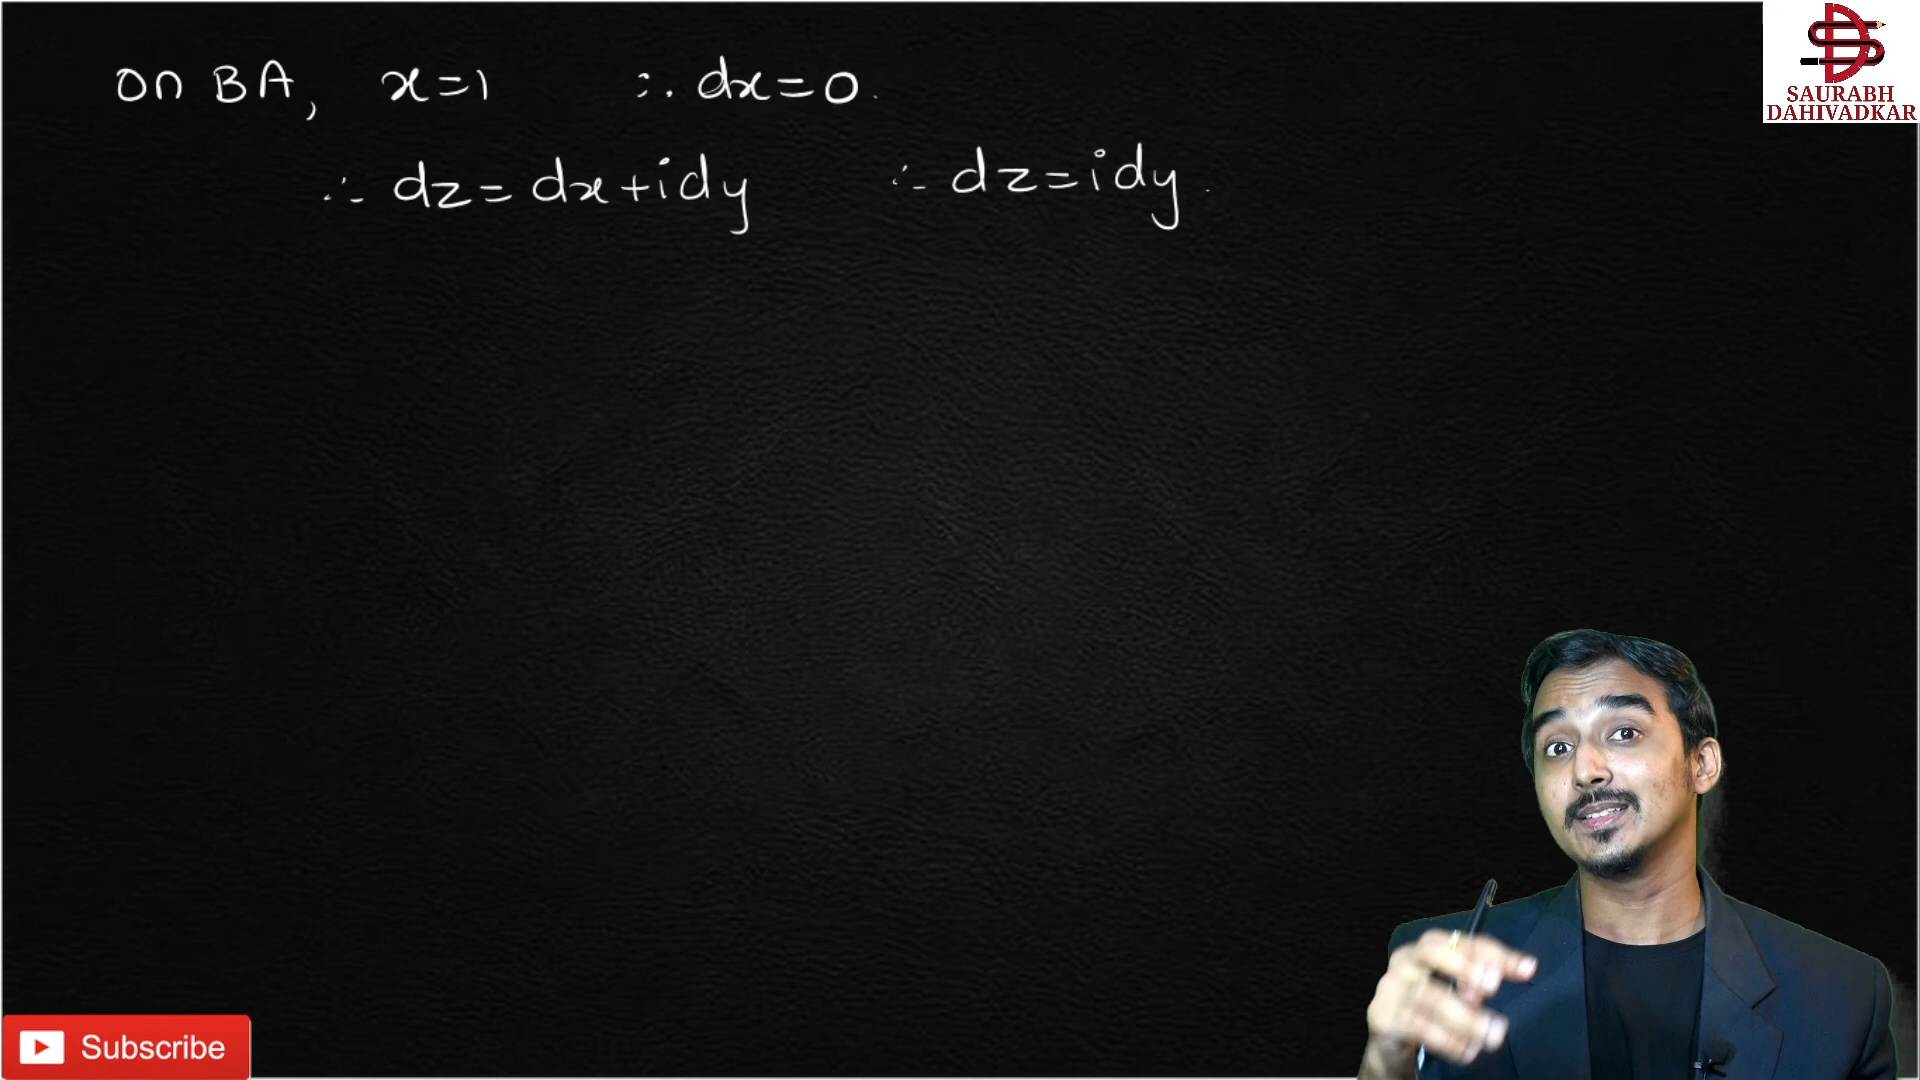 On BA, x=1 ∴ dx=0.
∴ dz = dx+idy ∴ dz=idy.
SAURABH
DAHIVADKAR
Subscribe